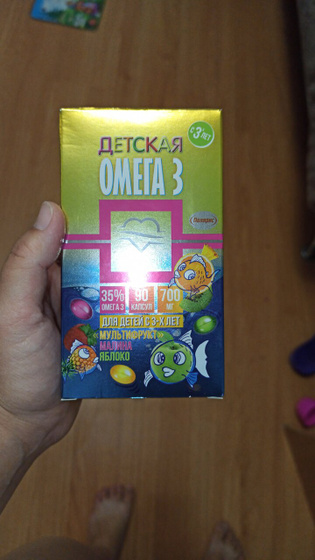 ДЕТСКАЯ
с 3 лет
ОМЕГА 3
35% 90 700
ОМЕГА 3 КАПСУЛ МГ
ДЛЯ ДЕТЕЙ С 3-Х ЛЕТ
МУЛЬТИФРУКТ
МАЛИНА
ЯБЛОКО